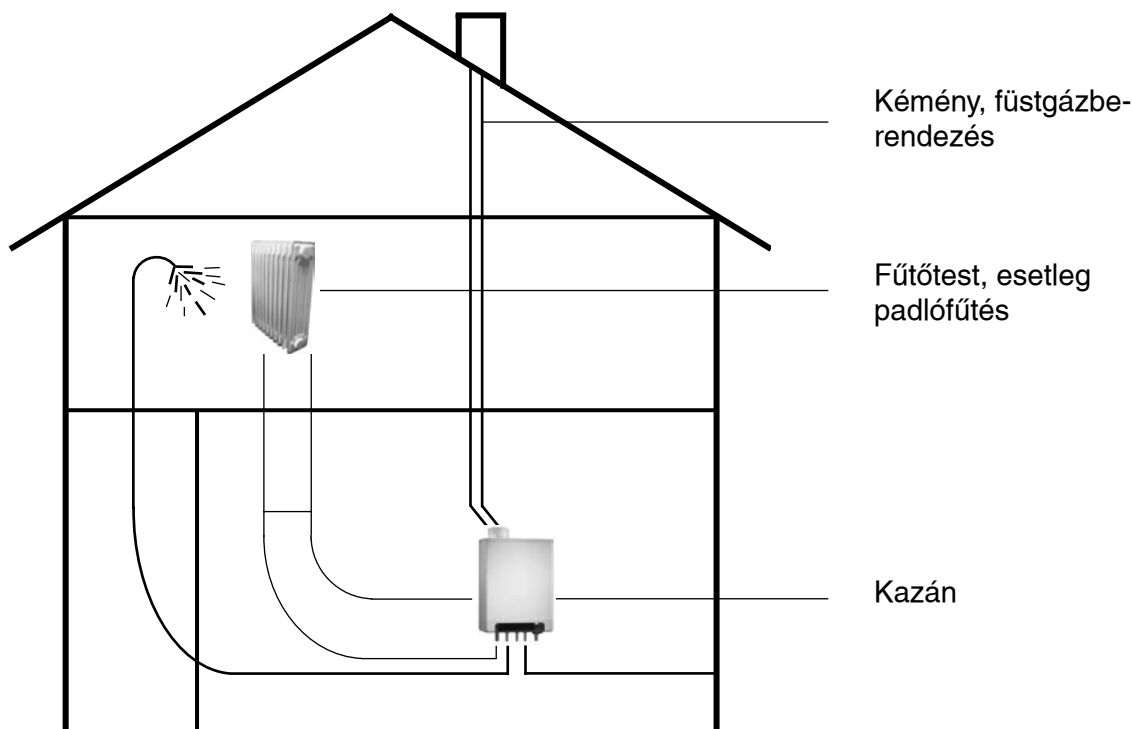 Kémény, füstgázbe-
rendezés
Fűtőtest, esetleg
padlófűtés
Kazán